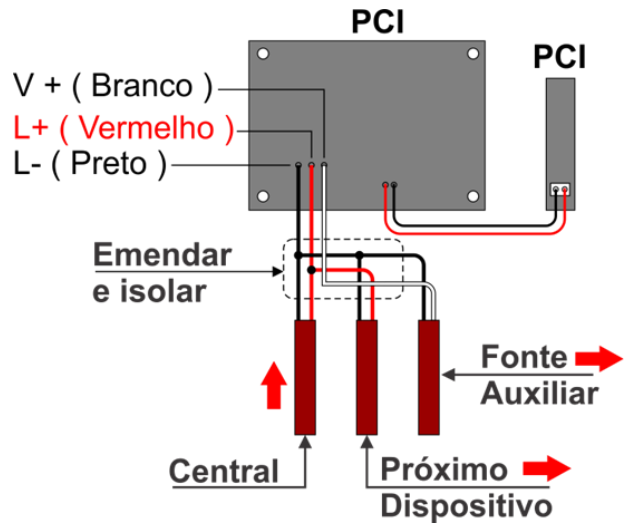 PCI
PCI
V + ( Branco )
L+ ( Vermelho )
L- ( Preto )
Emendar
e isolar
Fonte
Auxiliar
Central
Próximo
Dispositivo